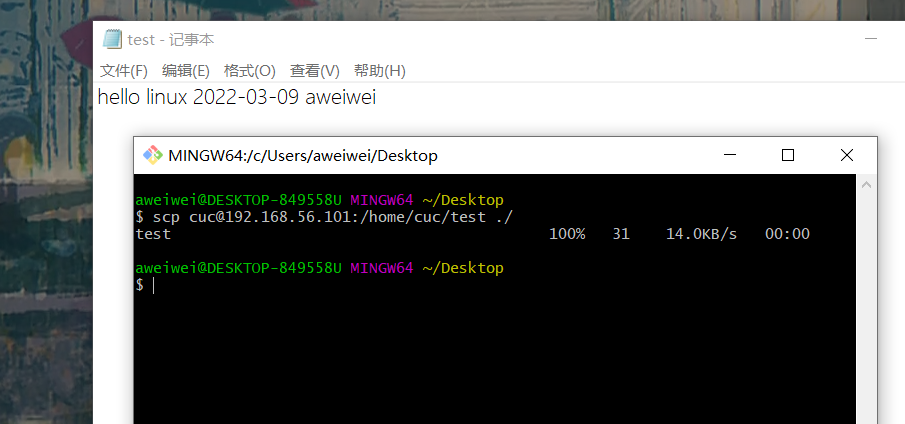 test - 记事本
文件(F) 编辑(E) 格式(O) 查看(V) 帮助(H)
hello linux 2022-03-09 aweiwei
MINGW64:/c/Users/aweiwei/Desktop
aweiwei@DESKTOP-849558U MINGW64 ~/Desktop
$ scp cuc@192.168.56.101:/home/cuc/test ./
test 100% 31 14.0KB/s 00:00
aweiwei@DESKTOP-849558U MINGW64 ~/Desktop
$